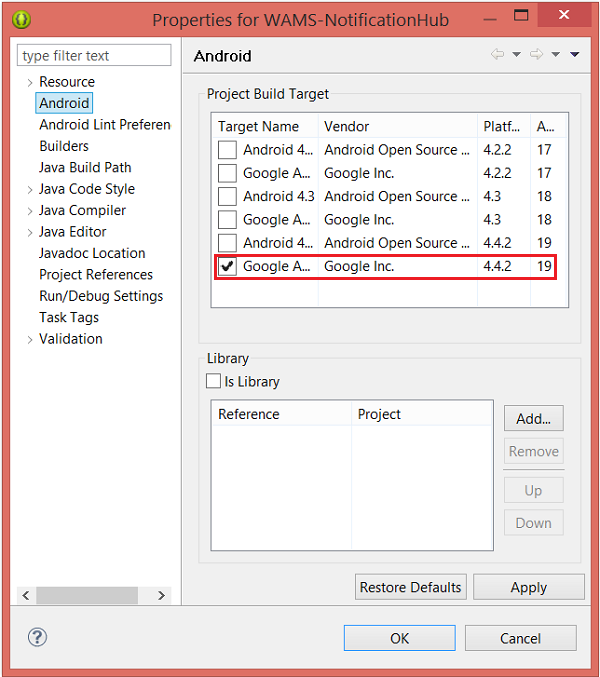 Properties for WAMS-NotificationHub
type filter text
Resource
Android
Android Lint Preferen
Builders
Java Build Path
Java Code Style
Java Compiler
Java Editor
Javadoc Location
Project References
Run/Debug Settings
Task Tags
Validation
Android
Project Build Target
Target Name Vendor Platf... A...
Android 4... Android Open Source ... 4.2.2 17
Google A... Google Inc. 4.2.2 17
Android 4.3 Android Open Source ... 4.3 18
Google A... Google Inc. 4.3 18
Android 4... Android Open Source ... 4.4.2 19
Google A... Google Inc. 4.4.2 19
Library
Is Library
Reference Project
Add...
Remove
Up
Down
Restore Defaults Apply
? OK Cancel